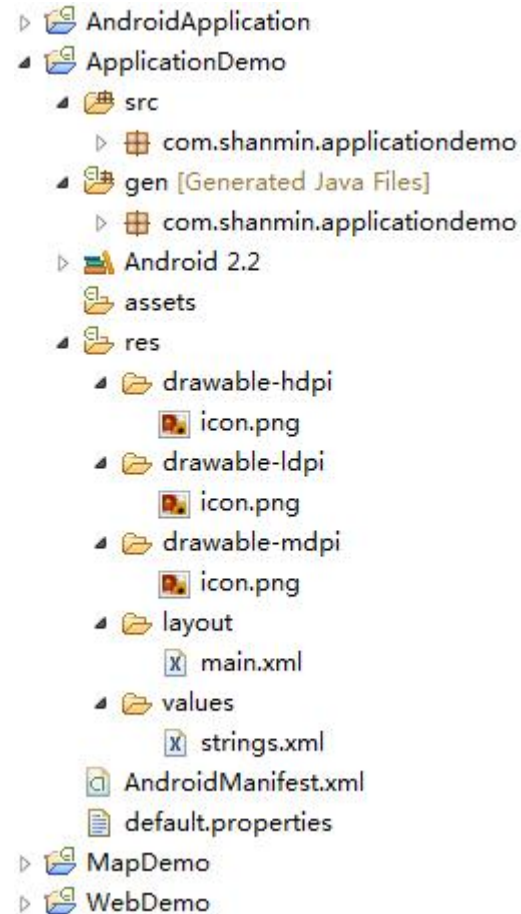 AndroidApplication
ApplicationDemo
src
com.shanmin.applicationdemo
gen [Generated Java Files]
com.shanmin.applicationdemo
Android 2.2
assets
res
drawable-hdpi
icon.png
drawable-ldpi
icon.png
drawable-mdpi
icon.png
layout
main.xml
values
strings.xml
AndroidManifest.xml
default.properties
MapDemo
WebDemo